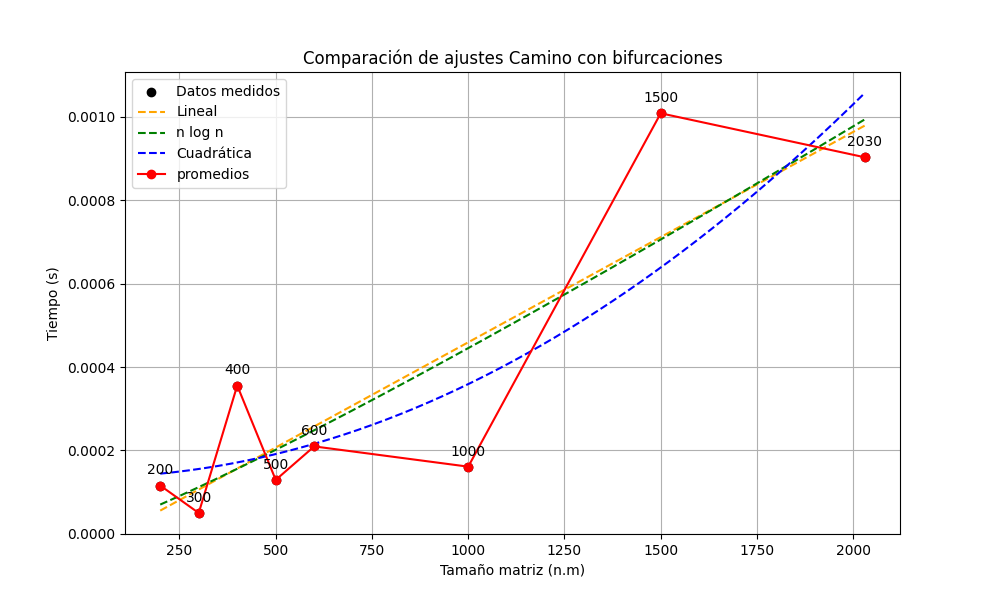 Comparación de ajustes Camino con bifurcaciones
Datos medidos
Lineal
n log n
Cuadrática
promedios
Tiempo (s)
0.0010
0.0008
0.0006
0.0004
0.0002
0.0000
200
300
400
500
600
1000
1500
2030
250
500
750
1000
1250
1500
1750
2000
Tamaño matriz (n.m)